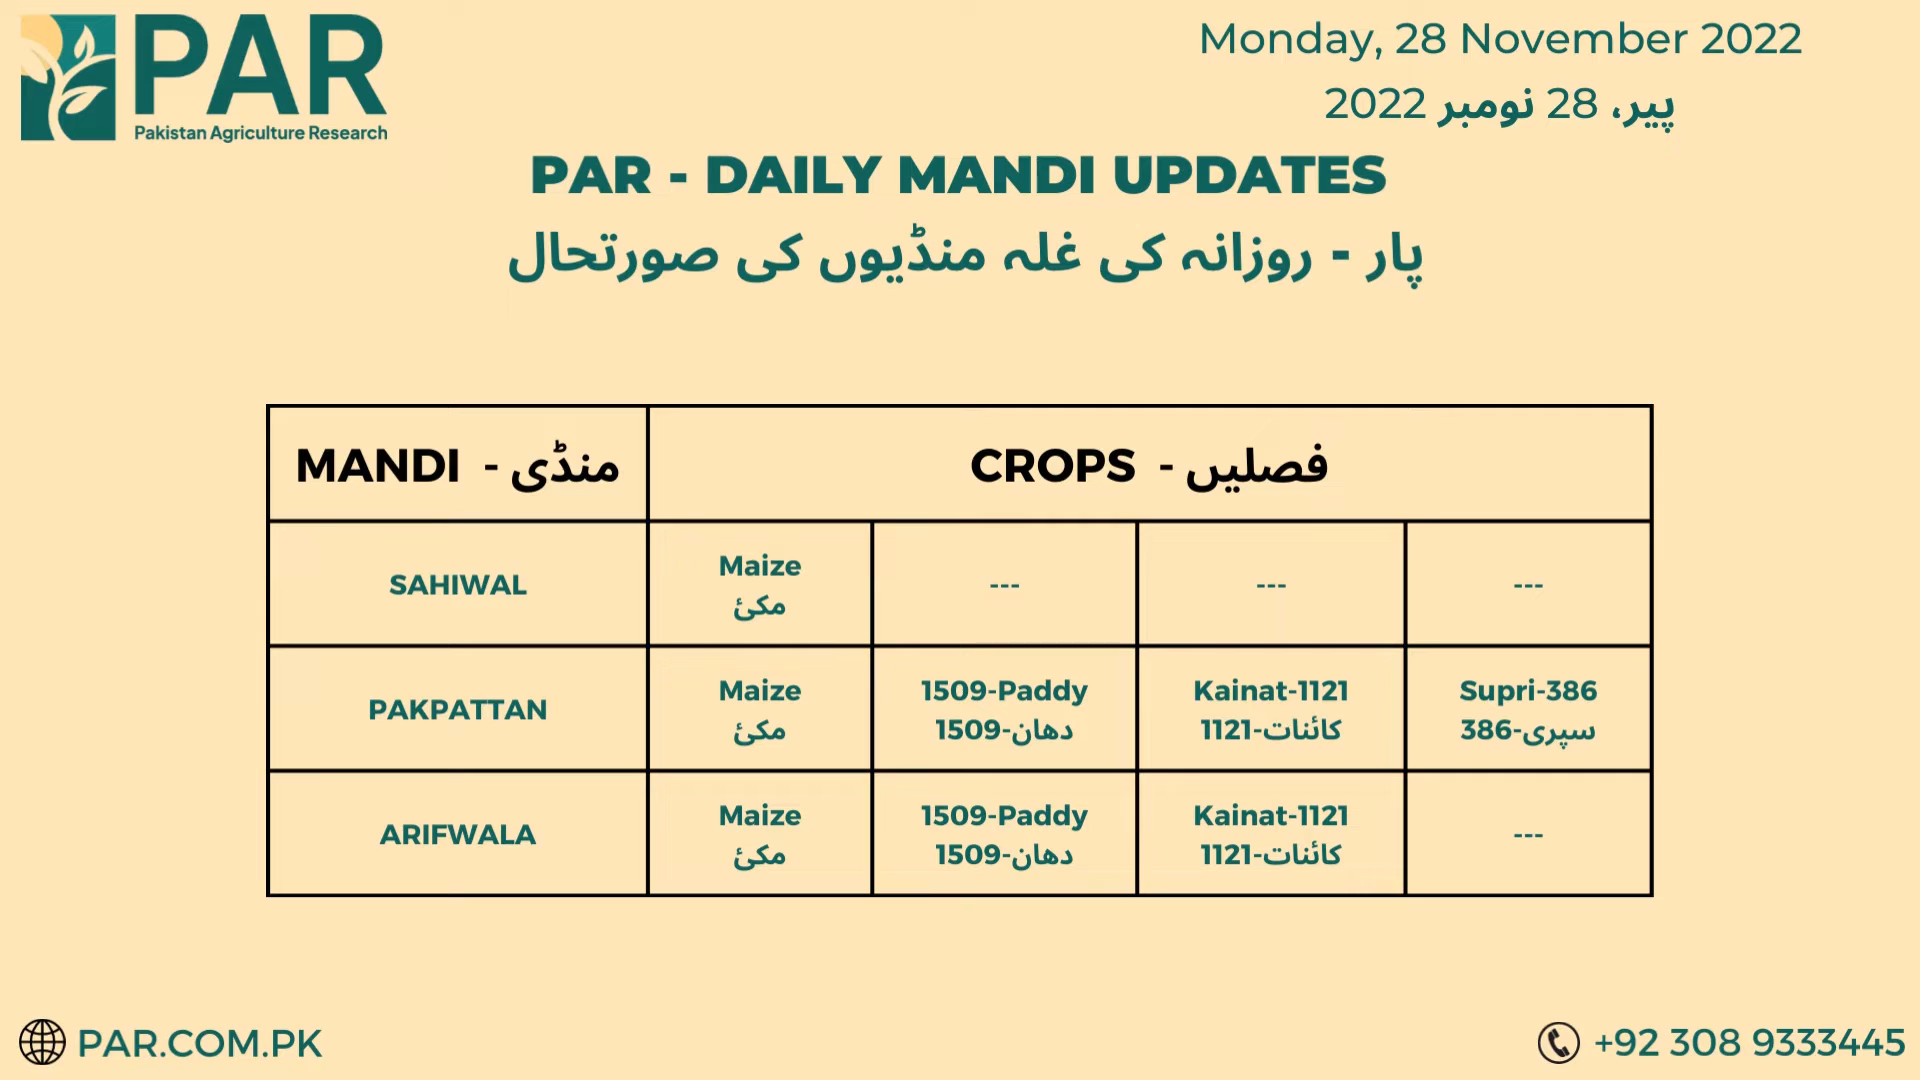 PAR
Pakistan Agriculture Research
Monday, 28 November 2022
پیر، 28 نومبر 2022
PAR - DAILY MANDI UPDATES
پار - روزانہ کی غلہ منڈیوں کی صورتحال
MANDI - منڈی
CROPS - فصلیں
SAHIWAL
Maize
مکئ
---
---
---
PAKPATTAN
Maize
مکئ
1509-Paddy
دھان-1509
Kainat-1121
کائنات-1121
Supri-386
سپری-386
ARIFWALA
Maize
مکئ
1509-Paddy
دھان-1509
Kainat-1121
کائنات-1121
---
PAR.COM.PK
+92 308 9333445